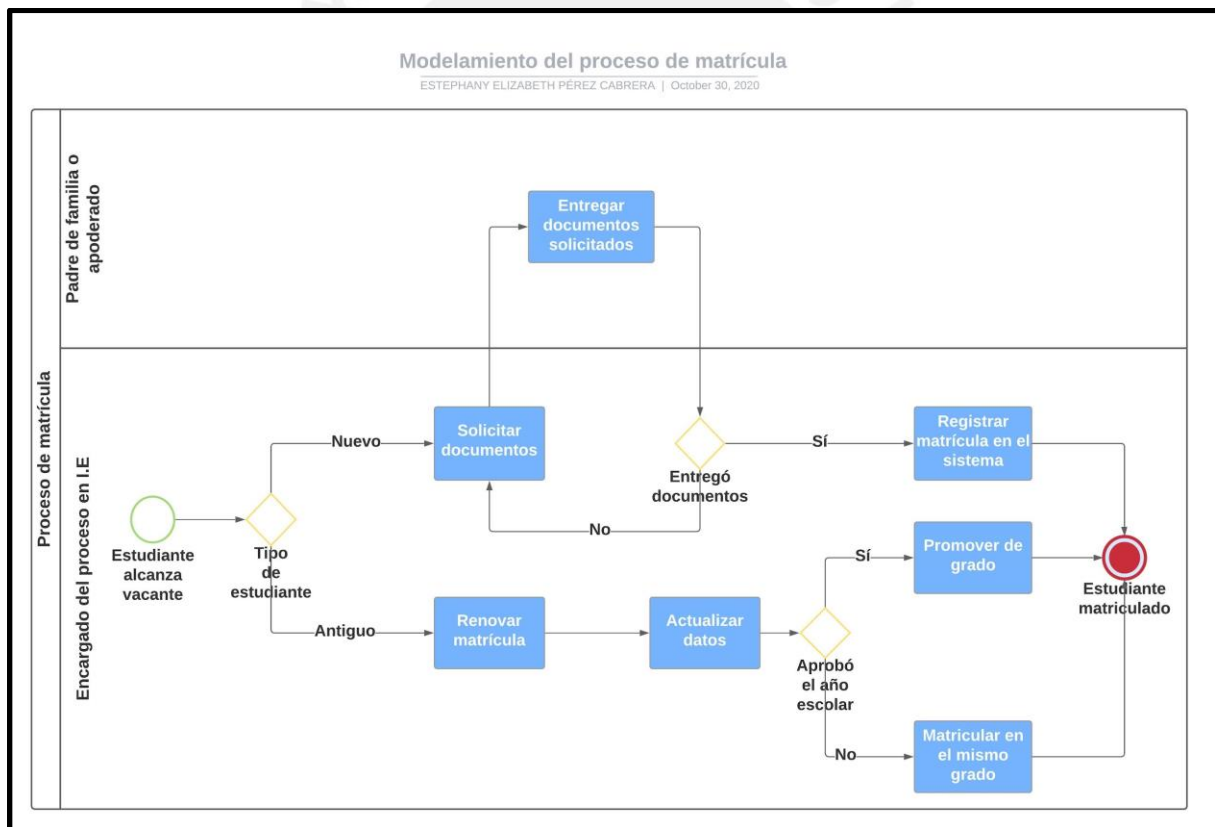 Modelamiento del proceso de matrícula
ESTEPHANY ELIZABETH PÉREZ CABRERA | October 30, 2020
Proceso de matrícula
Padre de familia o
apoderado
Entregar
documentos
solicitados
Encargado del proceso en I.E
Estudiante
alcanza
vacante
Tipo
de
estudiante
Nuevo
Solicitar
documentos
Entregó
documentos
Sí
No
Registrar
matrícula en el
sistema
Antiguo
Renovar
matrícula
Actualizar
datos
Aprobó
el año
escolar
Sí
Promover de
grado
No
Matricular en
el mismo
grado
Estudiante
matriculado